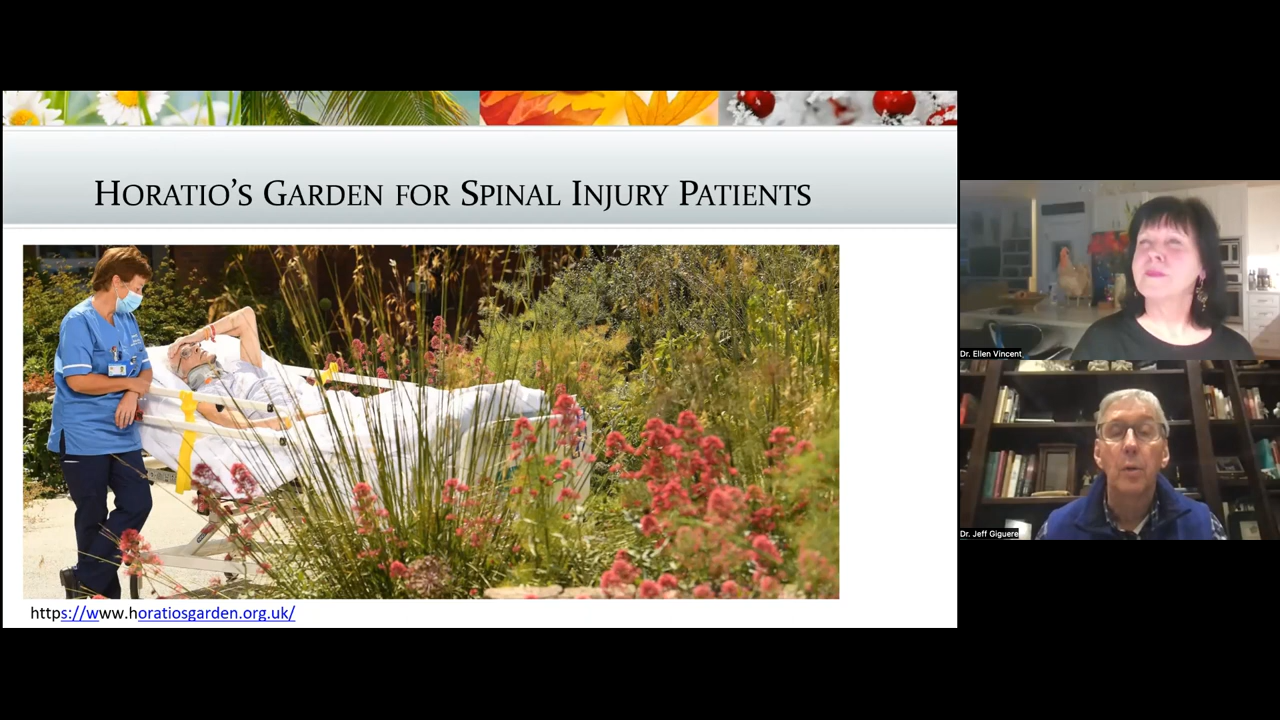 Horatio's Garden for Spinal Injury Patients
https://www.horatiosgarden.org.uk/
Dr. Ellen Vincent
Dr. Jeff Giguere